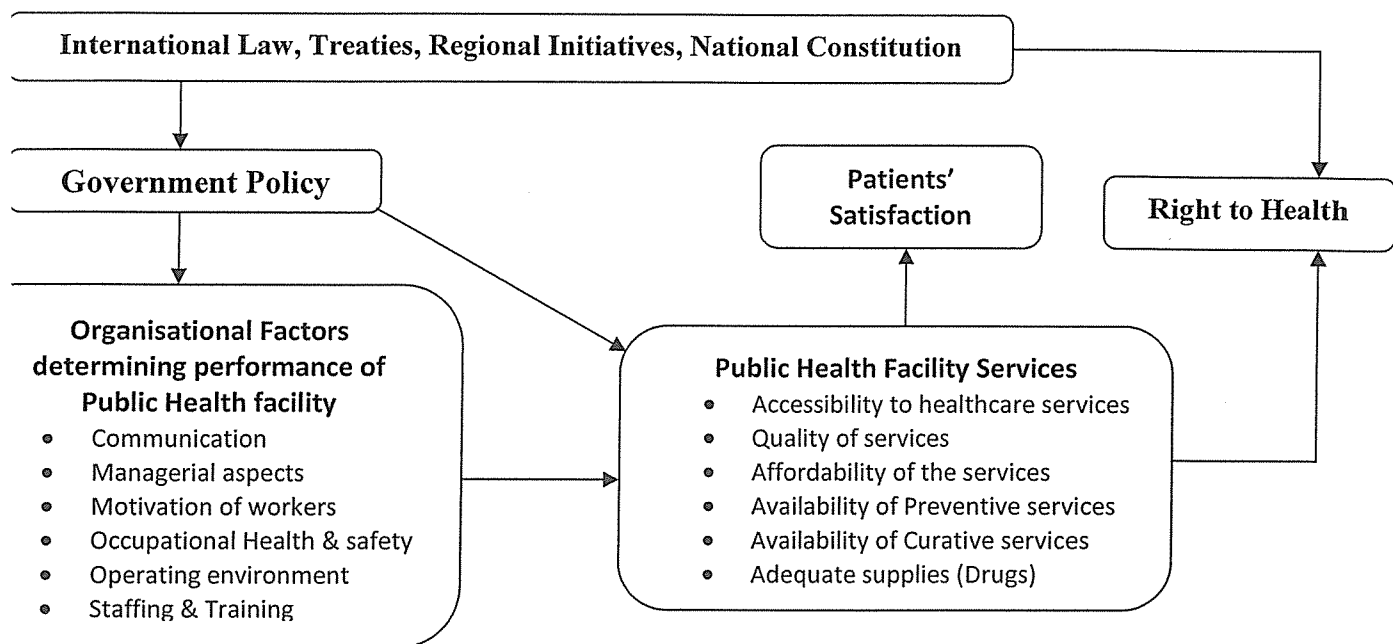 International Law, Treaties, Regional Initiatives, National Constitution
Government Policy
Patients'
Satisfaction
Right to Health
Organisational Factors
determining performance of
Public Health facility
• Communication
• Managerial aspects
• Motivation of workers
• Occupational Health & safety
• Operating environment
• Staffing & Training
Public Health Facility Services
• Accessibility to healthcare services
• Quality of services
• Affordability of the services
• Availability of Preventive services
• Availability of Curative services
• Adequate supplies (Drugs)